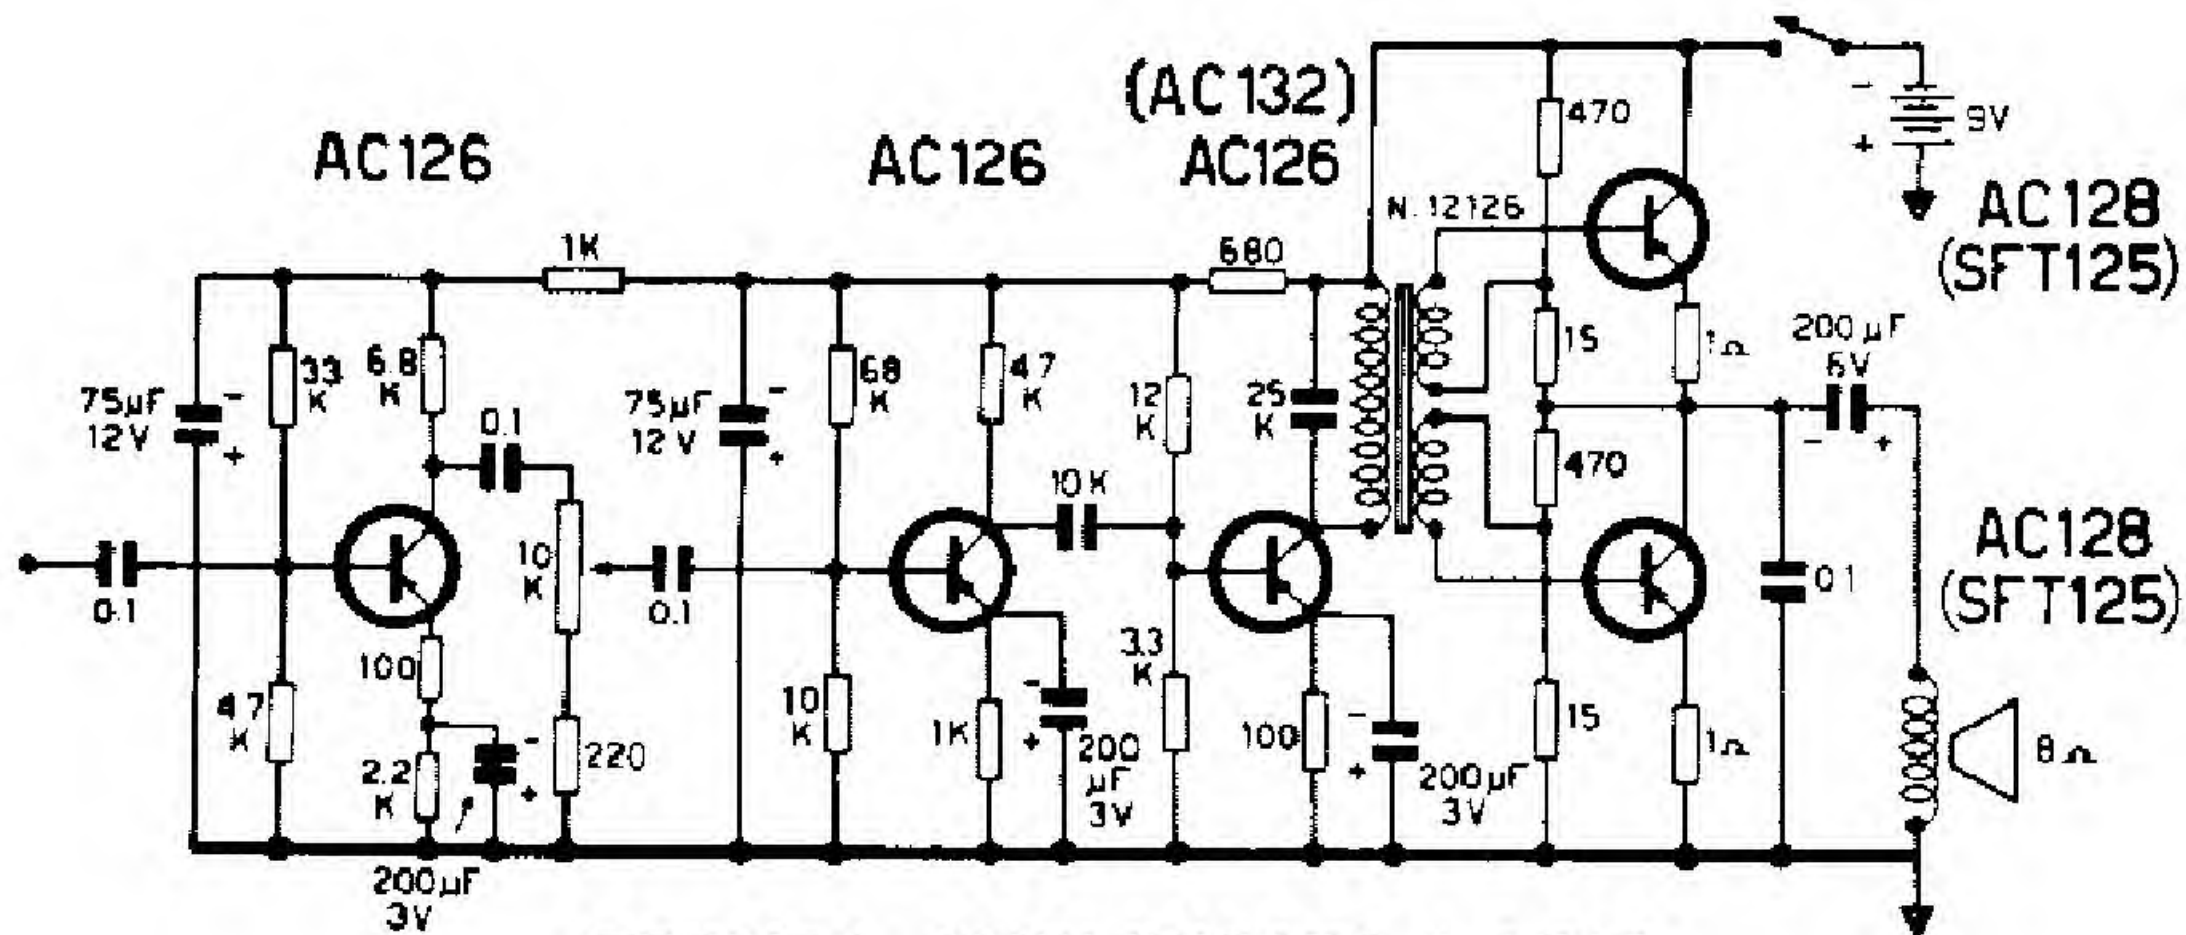 (AC132)
AC126
AC126
AC126
470
9V
-
+
AC128
(SFT125)
N. 12126
1K
680
75µF
12V
-
+
33
K
6.8
K
0.1
75µF
12V
-
+
68
K
4.7
K
12
K
25
K
15
1Ω
200µF
6V
-
+
10K
470
0.1
10
K
0.1
AC128
(SFT125)
0.1
47
K
100
2.2
K
-
+
220
10
K
1K
-
+
200
µF
3V
3.3
K
100
-
+
200µF
3V
15
1Ω
8Ω
200µF
3V